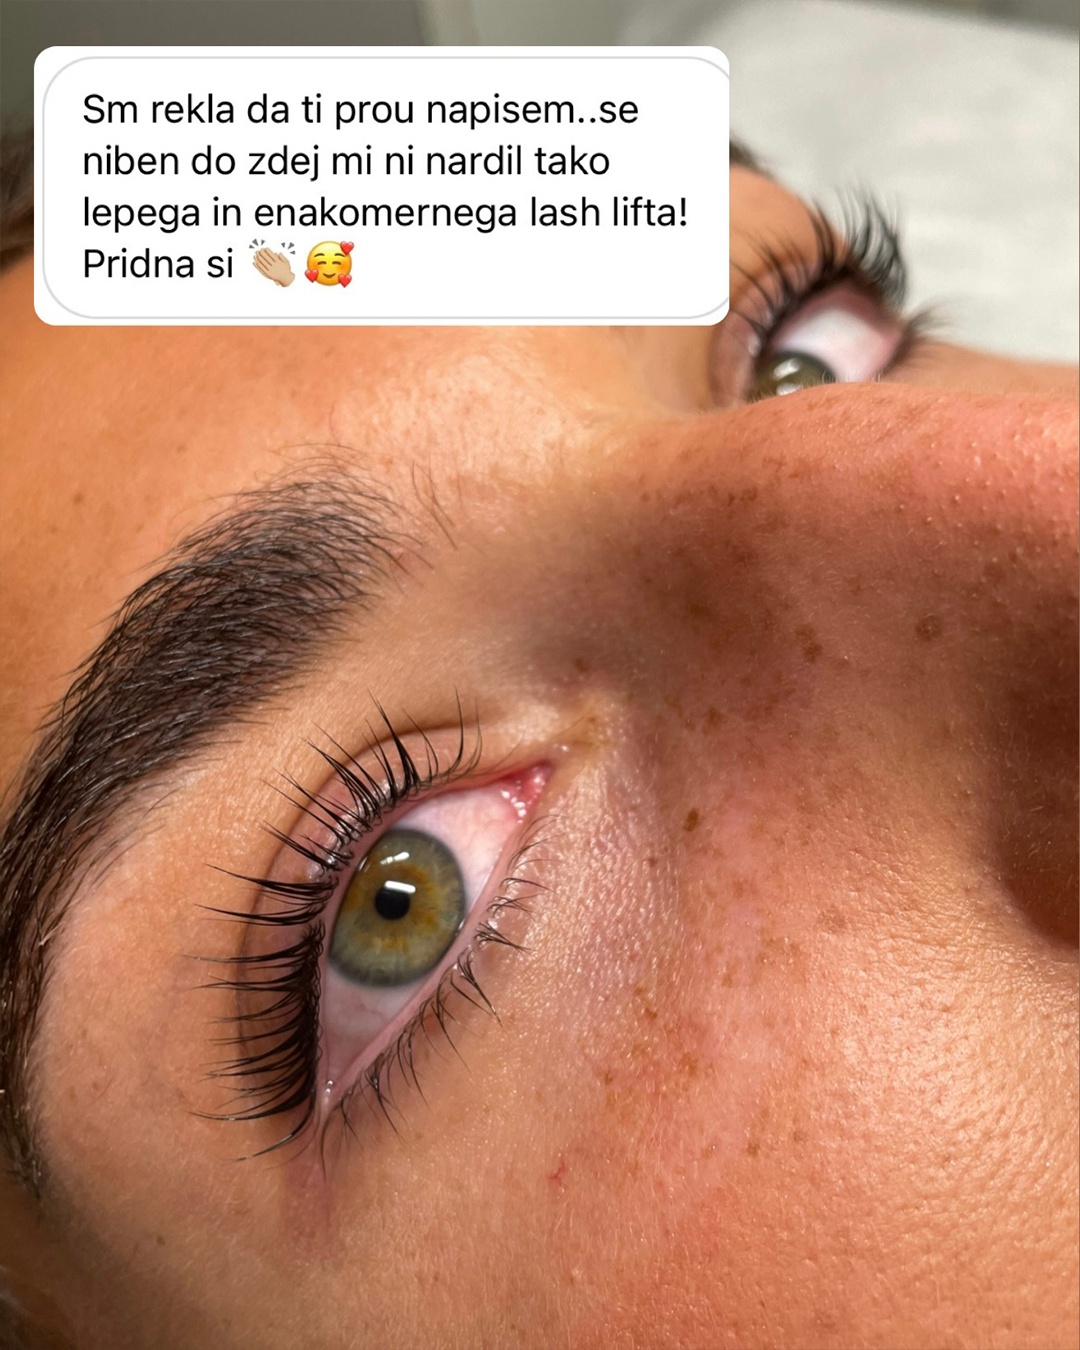 Sm rekla da ti prou napisem..se
niben do zdej mi ni nardil tako
lepega in enakomernega lash lifta!
Pridna si 👏🏼🥰